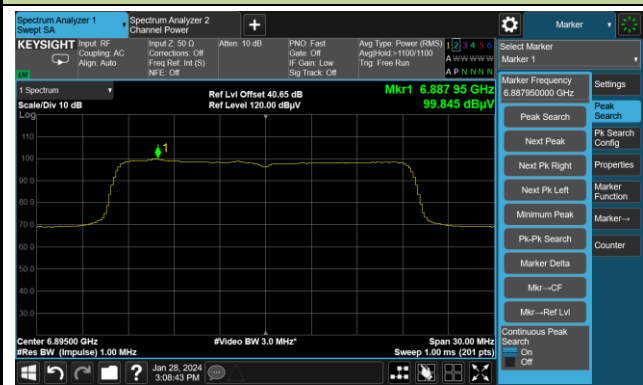 Spectrum Analyzer 1
Swept SA
Spectrum Analyzer 2
Channel Power
+
Marker
KEYSIGHT
Input: RF
Coupling: AC
Align: Auto
Input Z: 50 Ω
Corrections: Off
Freq Ref: Int (S)
NFE: Off
Atten: 10 dB
PNO: Fast
Gate: Off
IF Gain: Low
Sig Track: Off
Avg Type: Power (RMS)
Avg|Hold:>1100/1100
Trig: Free Run
1 2 3 4 5 6
A W W W W W
A P N N N N
LXI
Select Marker
Marker 1
1 Spectrum
Scale/Div 10 dB
Log
Ref Lvl Offset 40.65 dB
Ref Level 120.00 dBµV
Mkr1 6.887 95 GHz
99.845 dBµV
1
110
100
90.0
80.0
70.0
60.0
50.0
40.0
30.0
Center 6.89500 GHz
#Res BW (Impulse) 1.00 MHz
#Video BW 3.0 MHz*
Span 30.00 MHz
Sweep 1.00 ms (201 pts)
Marker Frequency
6.887950000 GHz
Peak Search
Next Peak
Next Pk Right
Next Pk Left
Minimum Peak
Pk-Pk Search
Marker Delta
Mkr→CF
Mkr→Ref Lvl
Continuous Peak
Search
On
Off
Settings
Peak
Search
Pk Search
Config
Properties
Marker
Function
Marker→
Counter
?
Jan 28, 2024
3:08:43 PM